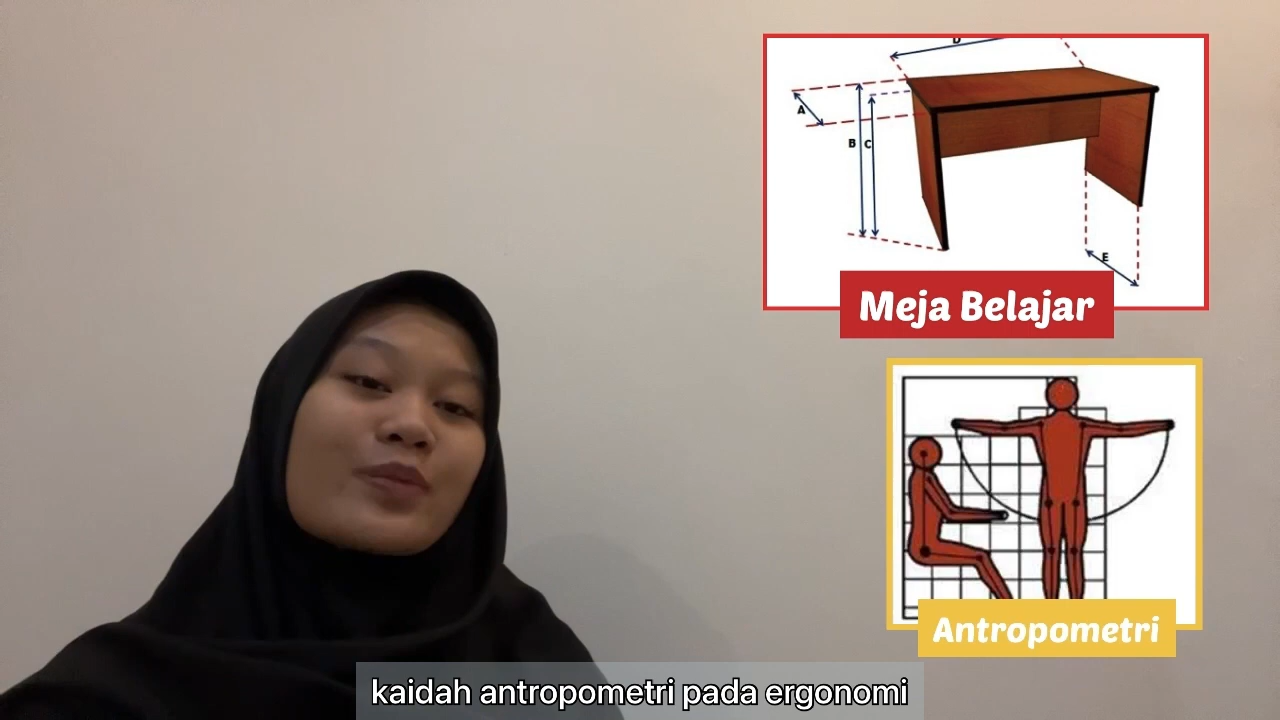 D
A
B
C
E
Meja Belajar
Antropometri
kaidah antropometri pada ergonomi